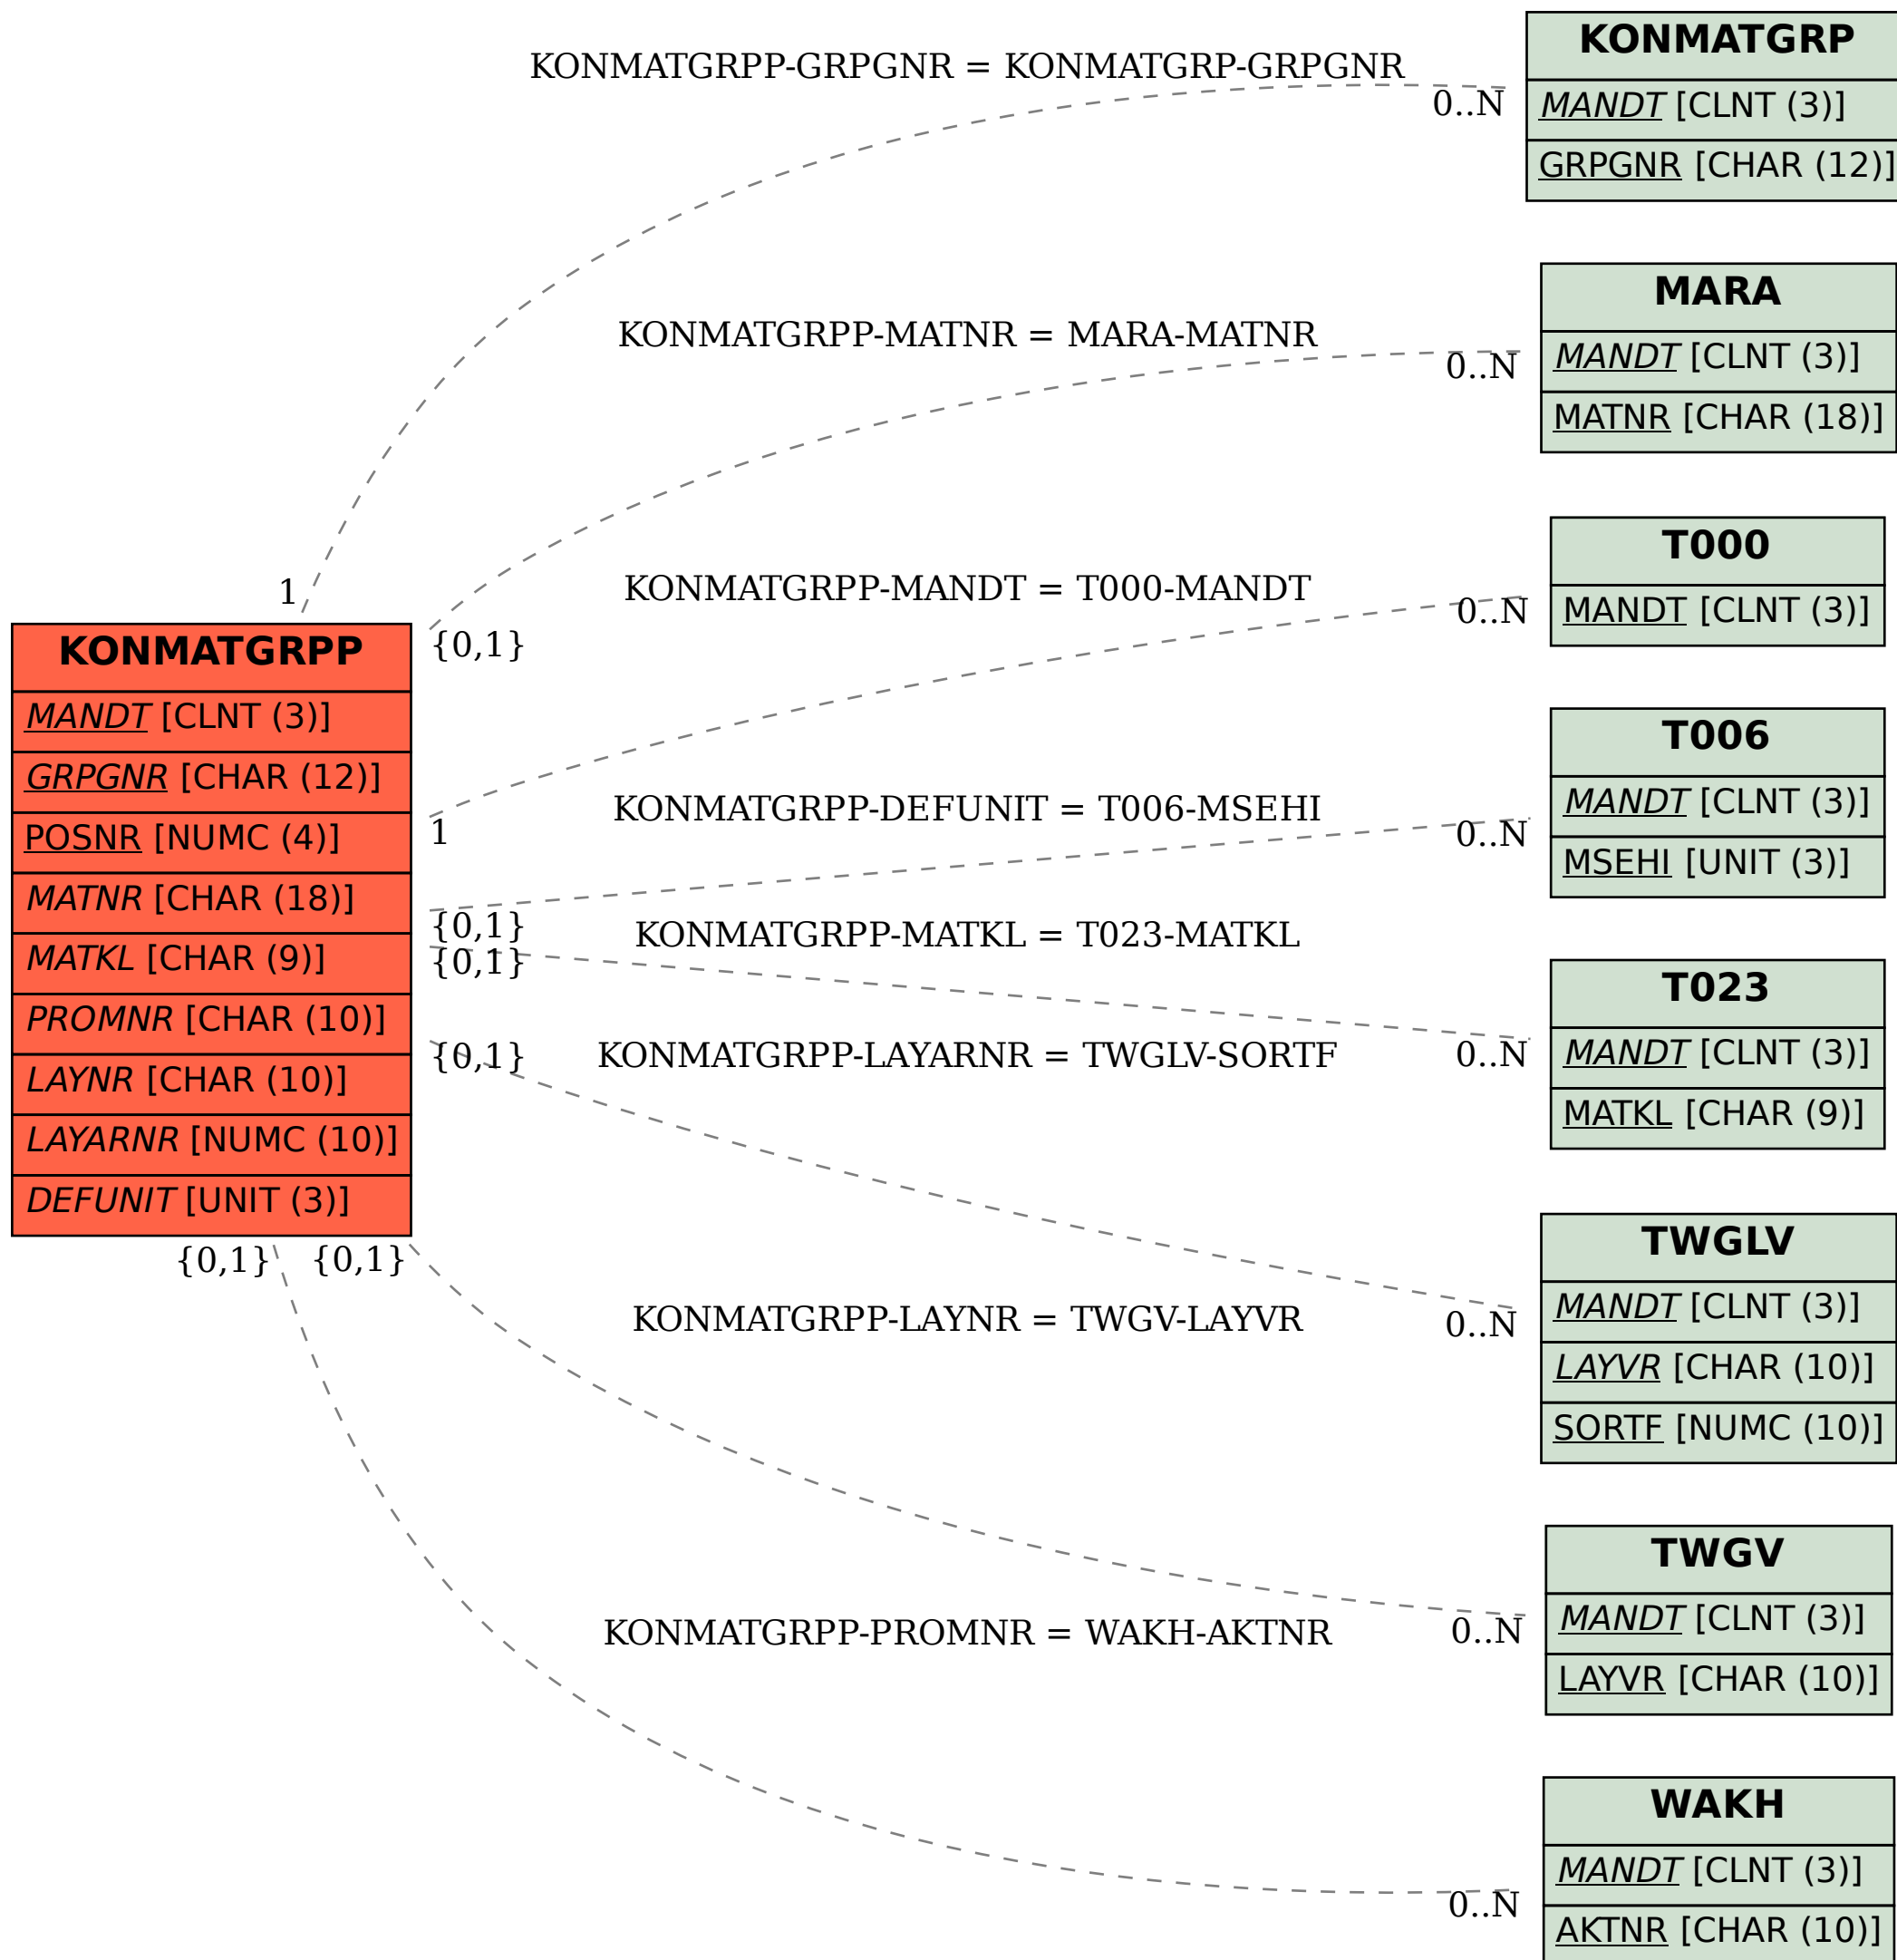 KONMATGRP
MANDT [CLNT (3)]
GRPGNR [CHAR (12)]
KONMATGRPP-GRPGNR = KONMATGRP-GRPGNR
0..N
1
MARA
MANDT [CLNT (3)]
MATNR [CHAR (18)]
KONMATGRPP-MATNR = MARA-MATNR
0..N
{0,1}
T000
MANDT [CLNT (3)]
KONMATGRPP-MANDT = T000-MANDT
0..N
1
KONMATGRPP
MANDT [CLNT (3)]
GRPGNR [CHAR (12)]
POSNR [NUMC (4)]
MATNR [CHAR (18)]
MATKL [CHAR (9)]
PROMNR [CHAR (10)]
LAYNR [CHAR (10)]
LAYARNR [NUMC (10)]
DEFUNIT [UNIT (3)]
T006
MANDT [CLNT (3)]
MSEHI [UNIT (3)]
KONMATGRPP-DEFUNIT = T006-MSEHI
0..N
{0,1}
KONMATGRPP-MATKL = T023-MATKL
{0,1}
0..N
T023
MANDT [CLNT (3)]
MATKL [CHAR (9)]
{0,1}
KONMATGRPP-LAYARNR = TWGLV-SORTF
0..N
TWGLV
MANDT [CLNT (3)]
LAYVR [CHAR (10)]
SORTF [NUMC (10)]
{0,1}
{0,1}
KONMATGRPP-LAYNR = TWGV-LAYVR
0..N
TWGV
MANDT [CLNT (3)]
LAYVR [CHAR (10)]
KONMATGRPP-PROMNR = WAKH-AKTNR
0..N
WAKH
MANDT [CLNT (3)]
AKTNR [CHAR (10)]